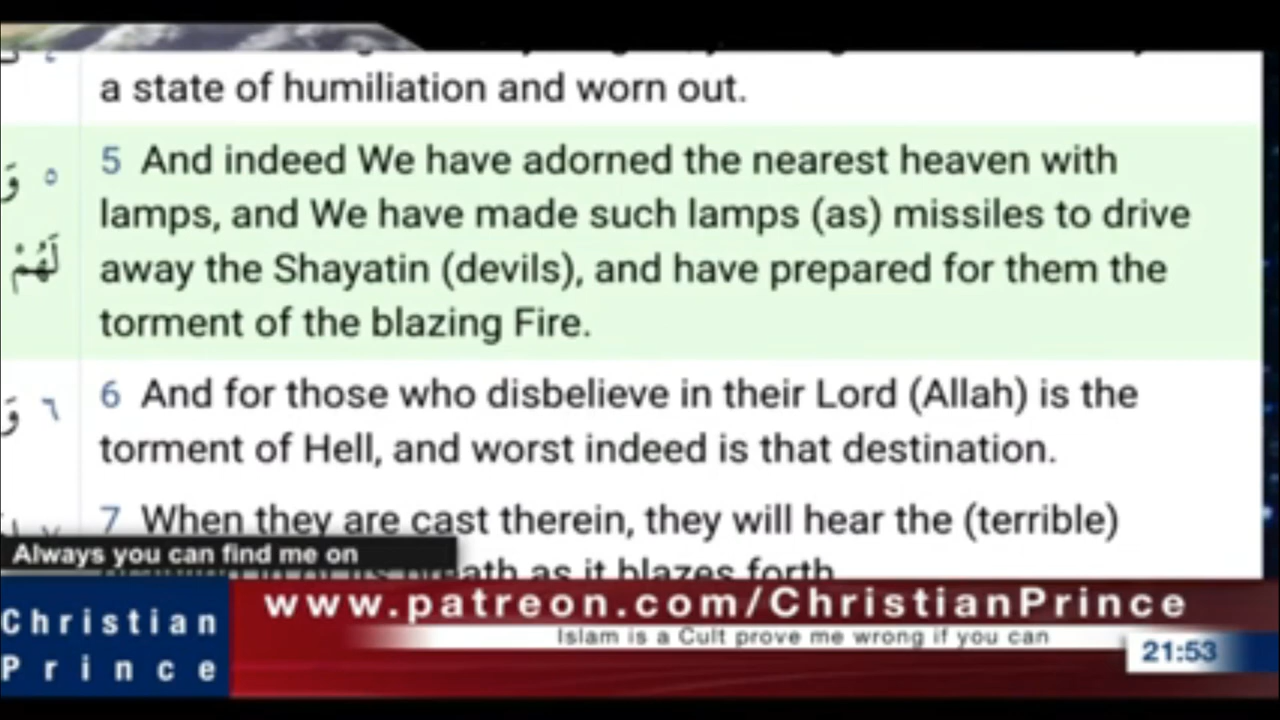 a state of humiliation and worn out.
٥
5 And indeed We have adorned the nearest heaven with
lamps, and We have made such lamps (as) missiles to drive
لَهُمْ
away the Shayatin (devils), and have prepared for them the
torment of the blazing Fire.
٦
6 And for those who disbelieve in their Lord (Allah) is the
torment of Hell, and worst indeed is that destination.
7 When they are cast therein, they will hear the (terrible)
as it blazes forth
Always you can find me on
www.patreon.com/ChristianPrince
Islam is a Cult prove me wrong if you can
Christian
Prince
21:53